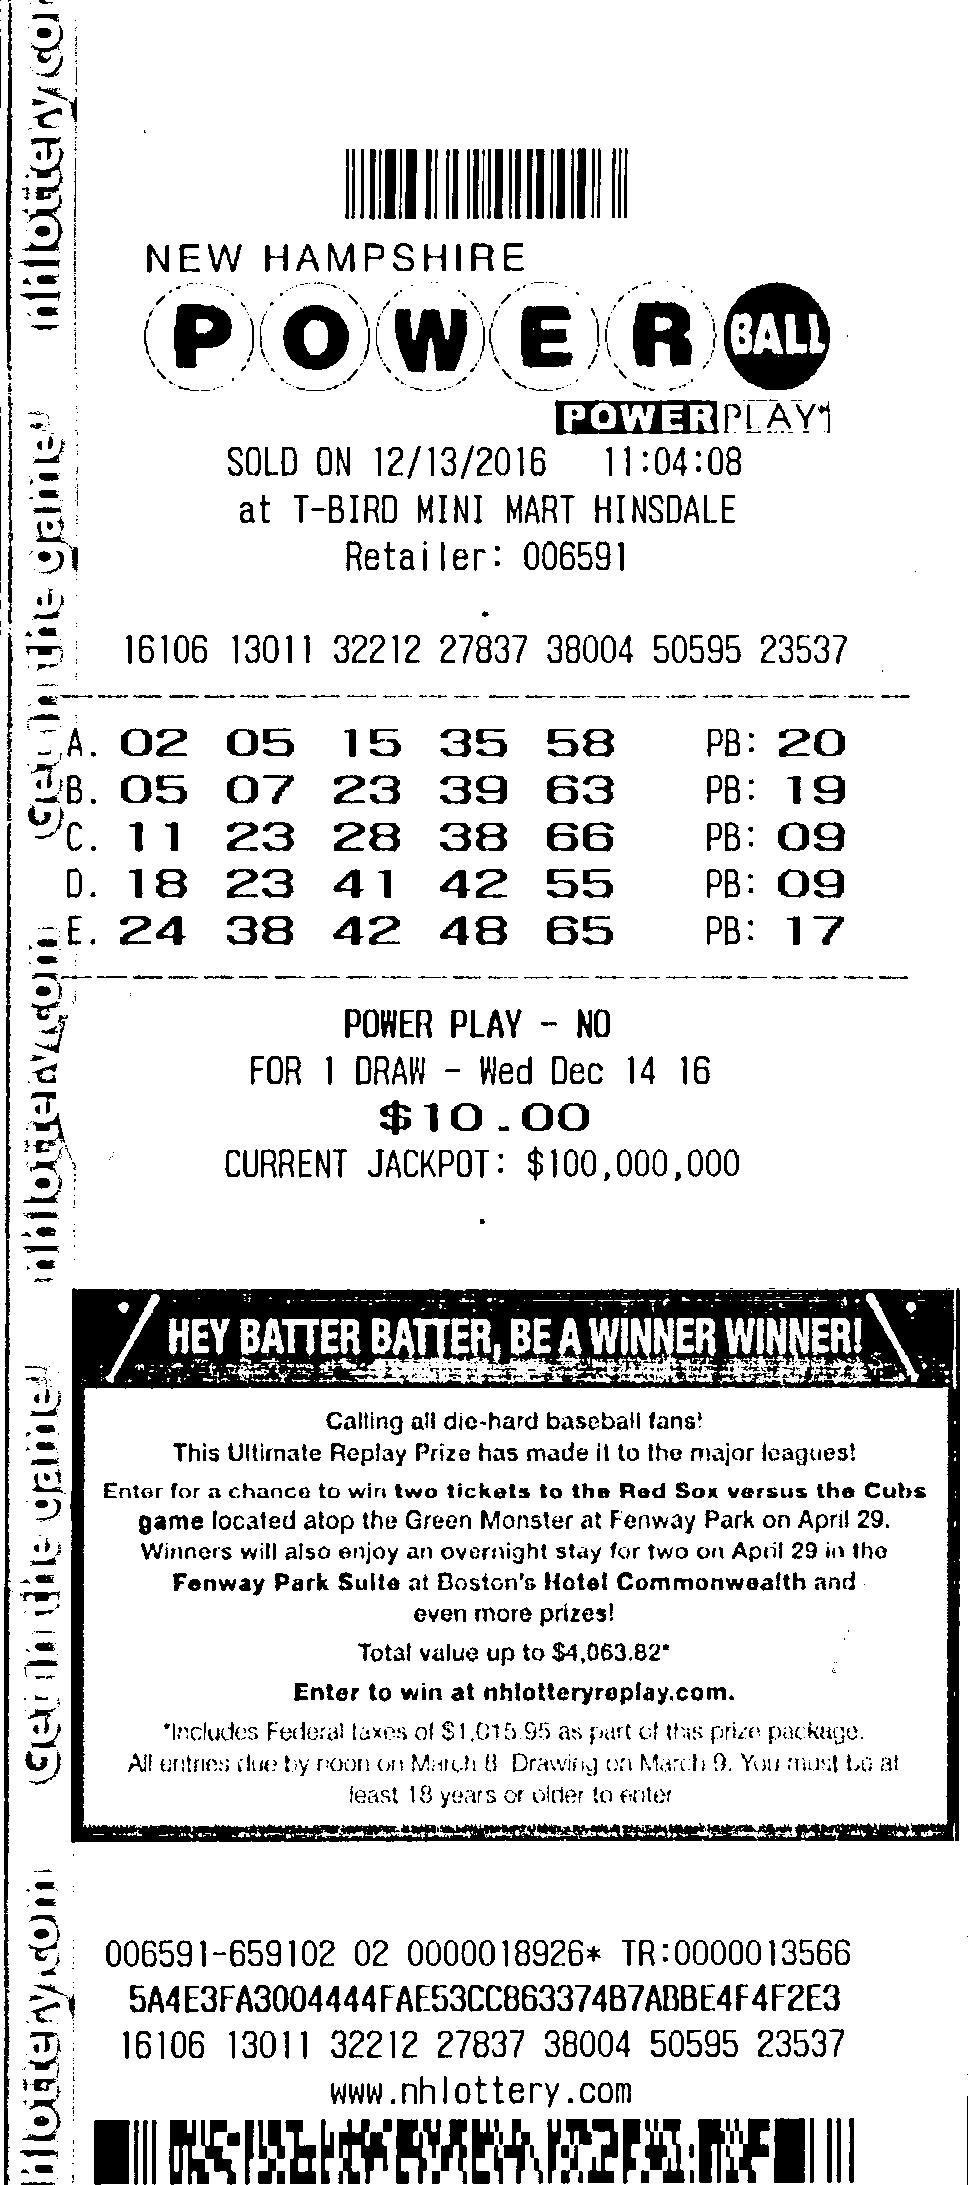 NEW HAMPSHIRE
POWER BALL
POWERPLAY
SOLD ON 12/13/2016 11:04:08
at T-BIRD MINI MART HINSDALE
Retailer: 006591
16106 13011 32212 27837 38004 50595 23537
A. 02 05 15 35 58 PB: 20
B. 05 07 23 39 63 PB: 19
C. 11 23 28 38 66 PB: 09
D. 18 23 41 42 55 PB: 09
E. 24 38 42 48 65 PB: 17
POWER PLAY - NO
FOR 1 DRAW - Wed Dec 14 16
$10.00
CURRENT JACKPOT: $100,000,000
HEY BATTER BATTER, BE A WINNER WINNER!
Calling all die-hard baseball fans!
This Ultimate Replay Prize has made it to the major leagues!
Enter for a chance to win two tickets to the Red Sox versus the Cubs
game located atop the Green Monster at Fenway Park on April 29.
Winners will also enjoy an overnight stay for two on April 29 in the
Fenway Park Suite at Boston's Hotel Commonwealth and
even more prizes!
Total value up to $4,063.82*
Enter to win at nhlotteryreplay.com.
*Includes Federal taxes of $1,015.95 as part of this prize package.
All entries due by noon on March 8. Drawing on March 9. You must be at
least 18 years or older to enter
006591-659102 02 0000018926* TR:0000013566
5A4E3FA3004444FAE53CC863374B7ABBE4F4F2E3
16106 13011 32212 27837 38004 50595 23537
www.nhlottery.com
nhlottery.com
Get in the game!
nhlottery.com
Get in the game!
nhlottery.com